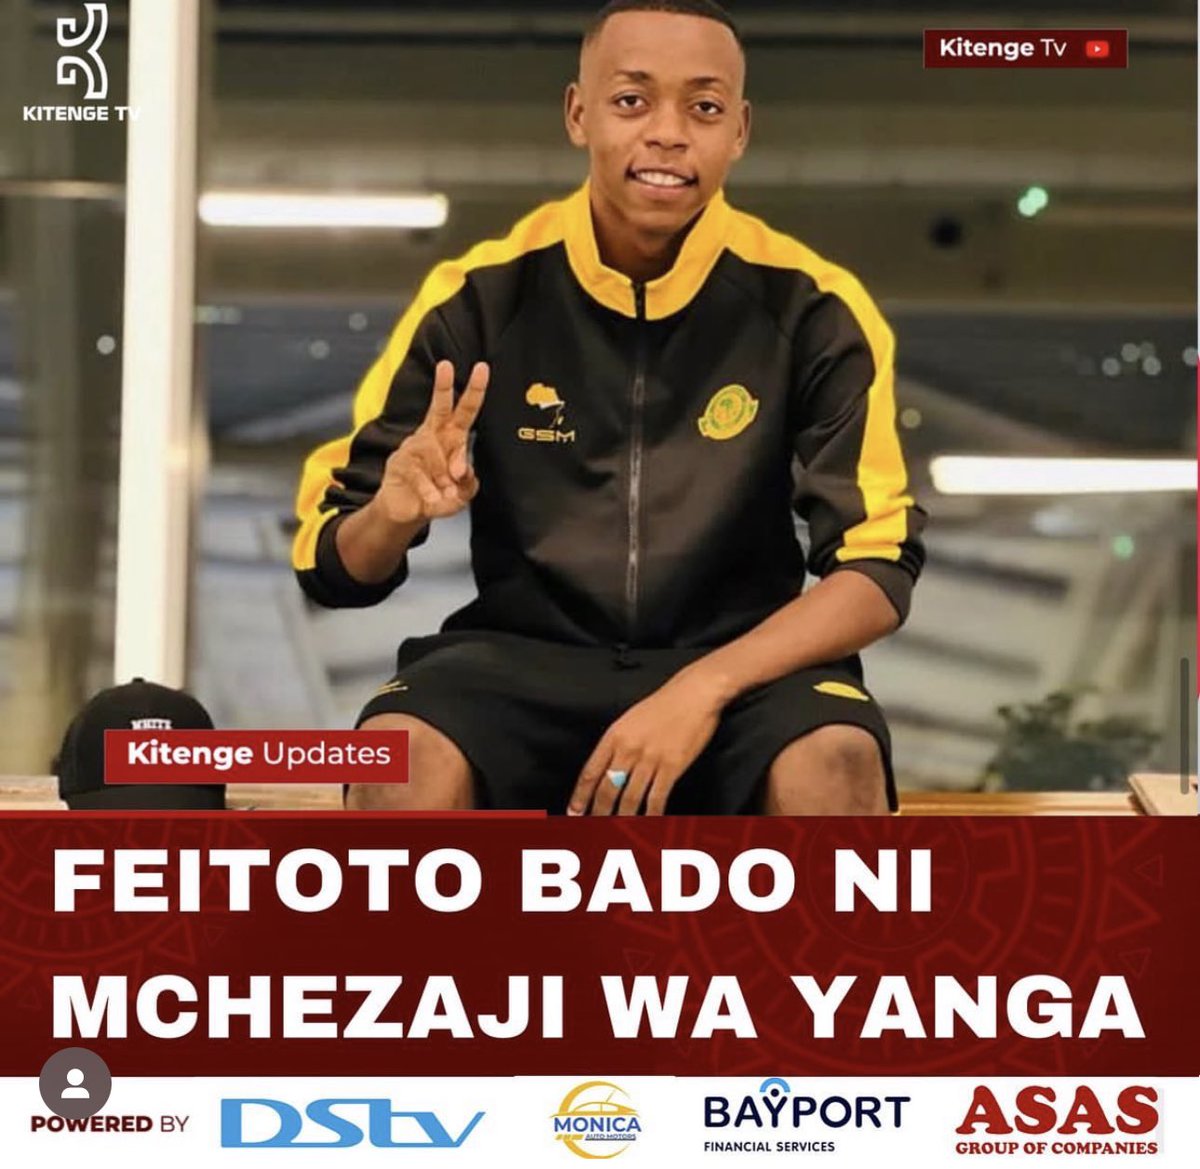 KITENGE TV
Kitenge Tv
GSM
WHITE
Kitenge Updates
FEITOTO BADO NI
MCHEZAJI WA YANGA
POWERED BY
DStv
MONICA
AUTO MOTORS
BAYPORT
FINANCIAL SERVICES
ASAS
GROUP OF COMPANIES